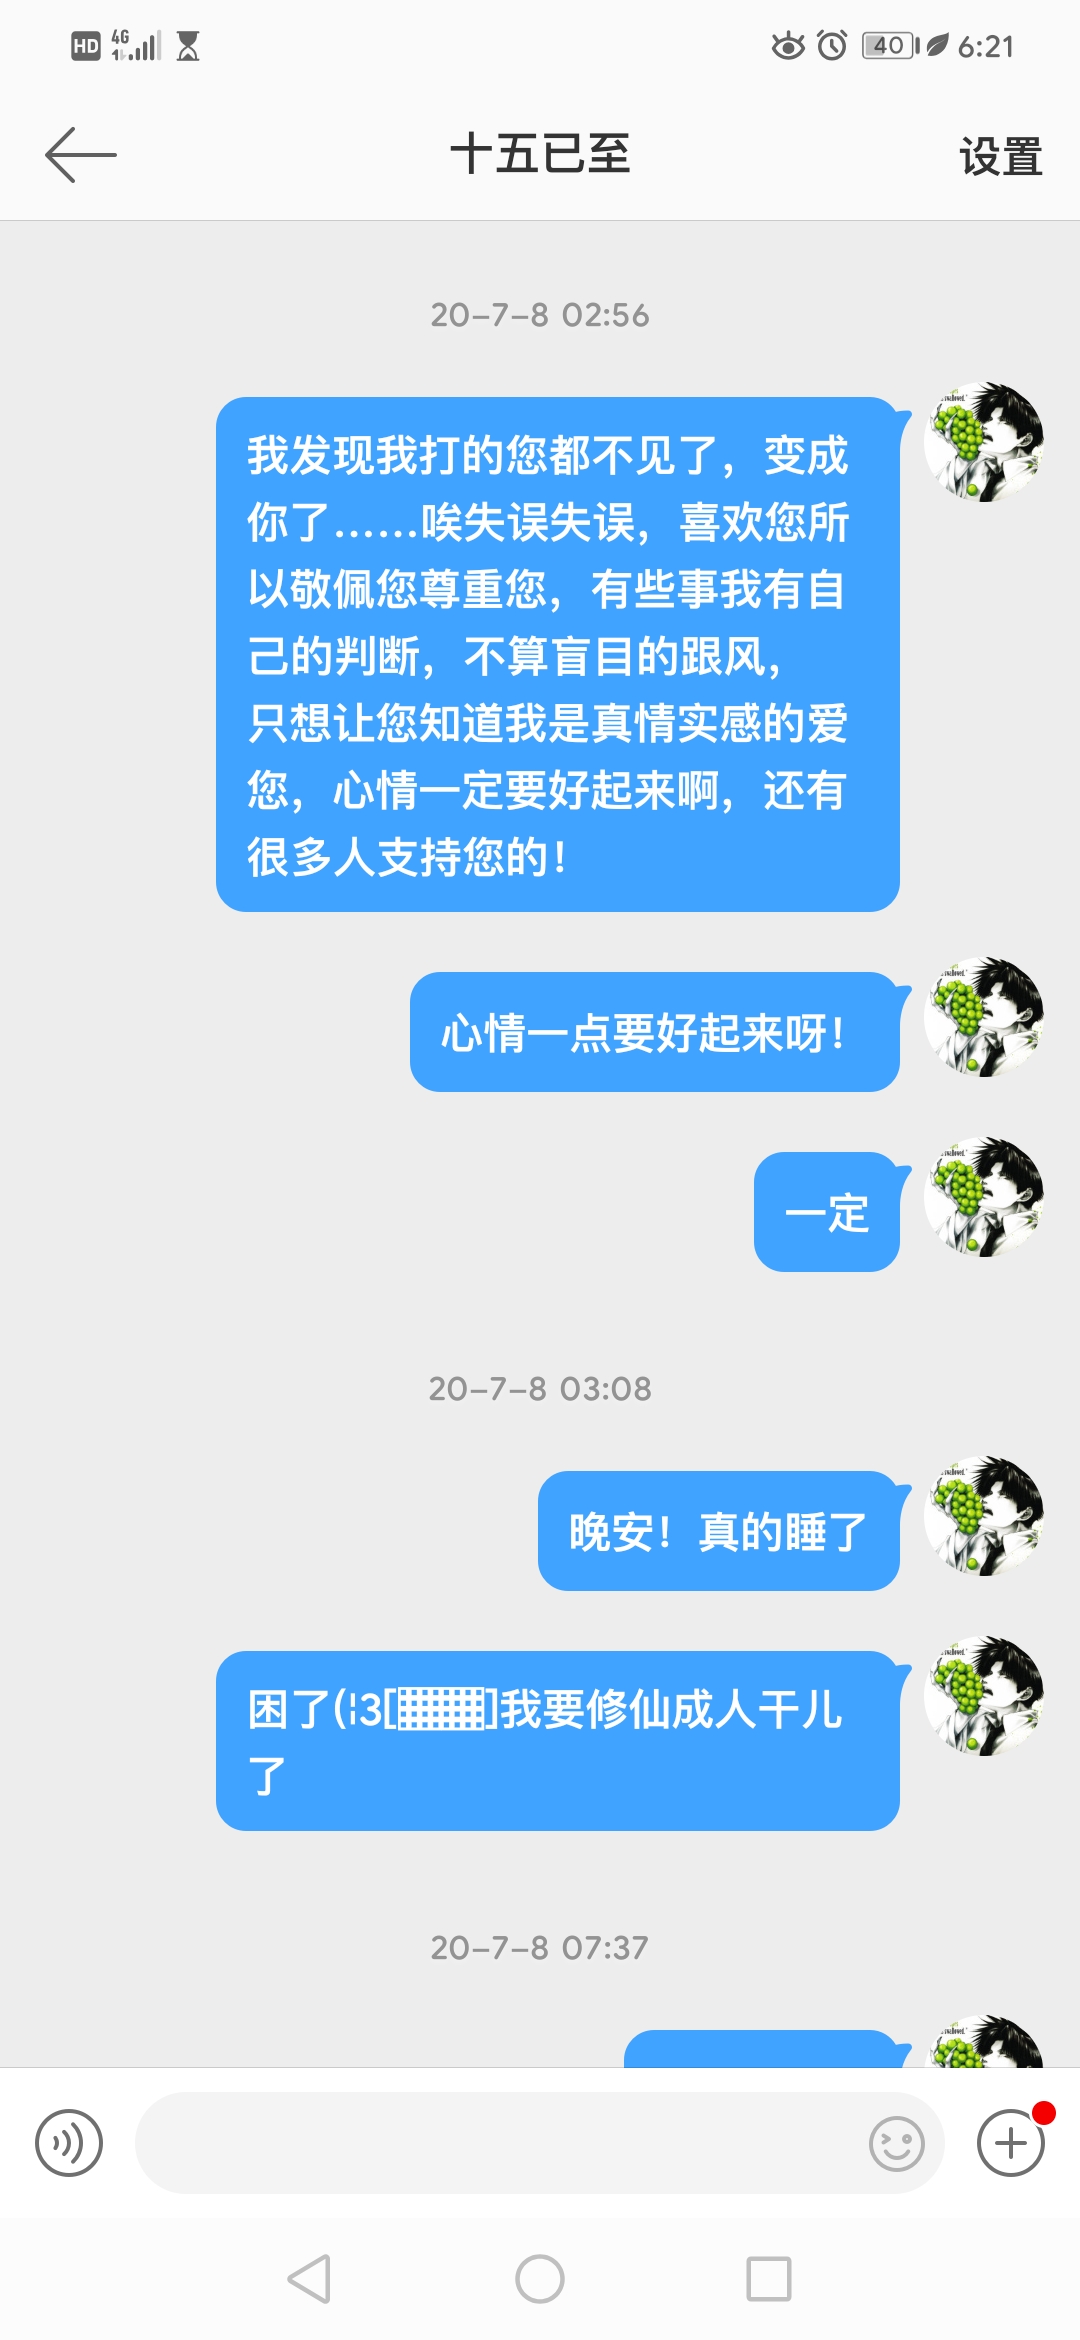 HD 4G 40 6:21
十五已至 设置
20-7-8 02:56
我发现我打的您都不见了，变成
你了……唉失误失误，喜欢您所
以敬佩您尊重您，有些事我有自
己的判断，不算盲目的跟风，
只想让您知道我是真情实感的爱
您，心情一定要好起来啊，还有
很多人支持您的！
心情一点要好起来呀！
一定
20-7-8 03:08
晚安！真的睡了
困了(¦3[▓▓]我要修仙成人干儿
了
20-7-8 07:37